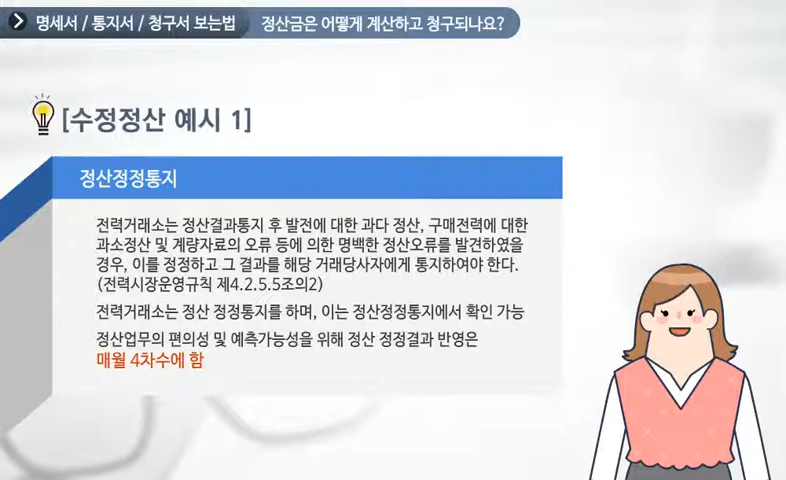 명세서 / 통지서 / 청구서 보는법 정산금은 어떻게 계산하고 청구되나요?
[수정정산 예시 1]
정산정정통지
전력거래소는 정산결과통지 후 발전에 대한 과다 정산, 구매전력에 대한
과소정산 및 계량자료의 오류 등에 의한 명백한 정산오류를 발견하였을
경우, 이를 정정하고 그 결과를 해당 거래당사자에게 통지하여야 한다.
(전력시장운영규칙 제4.2.5.5조의2)
전력거래소는 정산 정정통지를 하며, 이는 정산정정통지에서 확인 가능
정산업무의 편의성 및 예측가능성을 위해 정산 정정결과 반영은
매월 4차수에 함